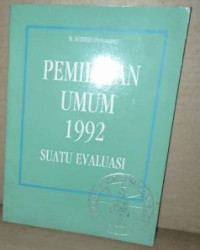 PEMILIHAN
UMUM
1992
SUATU EVALUASI